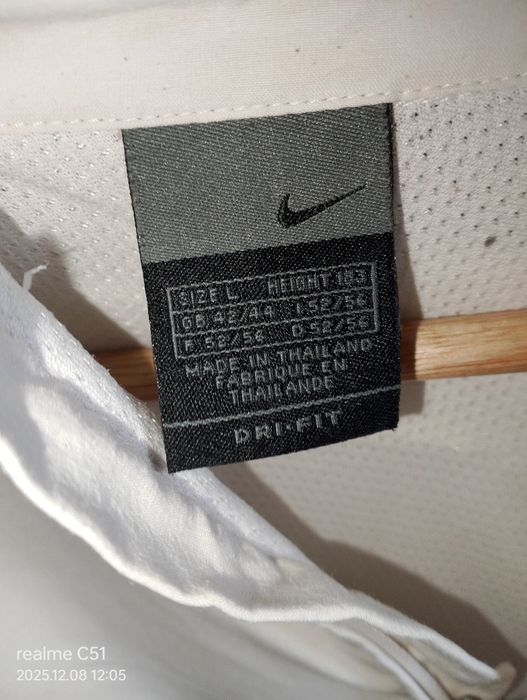 SIZE L HEIGHT 183
GB 42/44 I 52/56
F 52/56 D 52/56
MADE IN THAILAND
FABRIQUE EN
THAILANDE
DRI-FIT
realme C51
2025.12.08 12:05